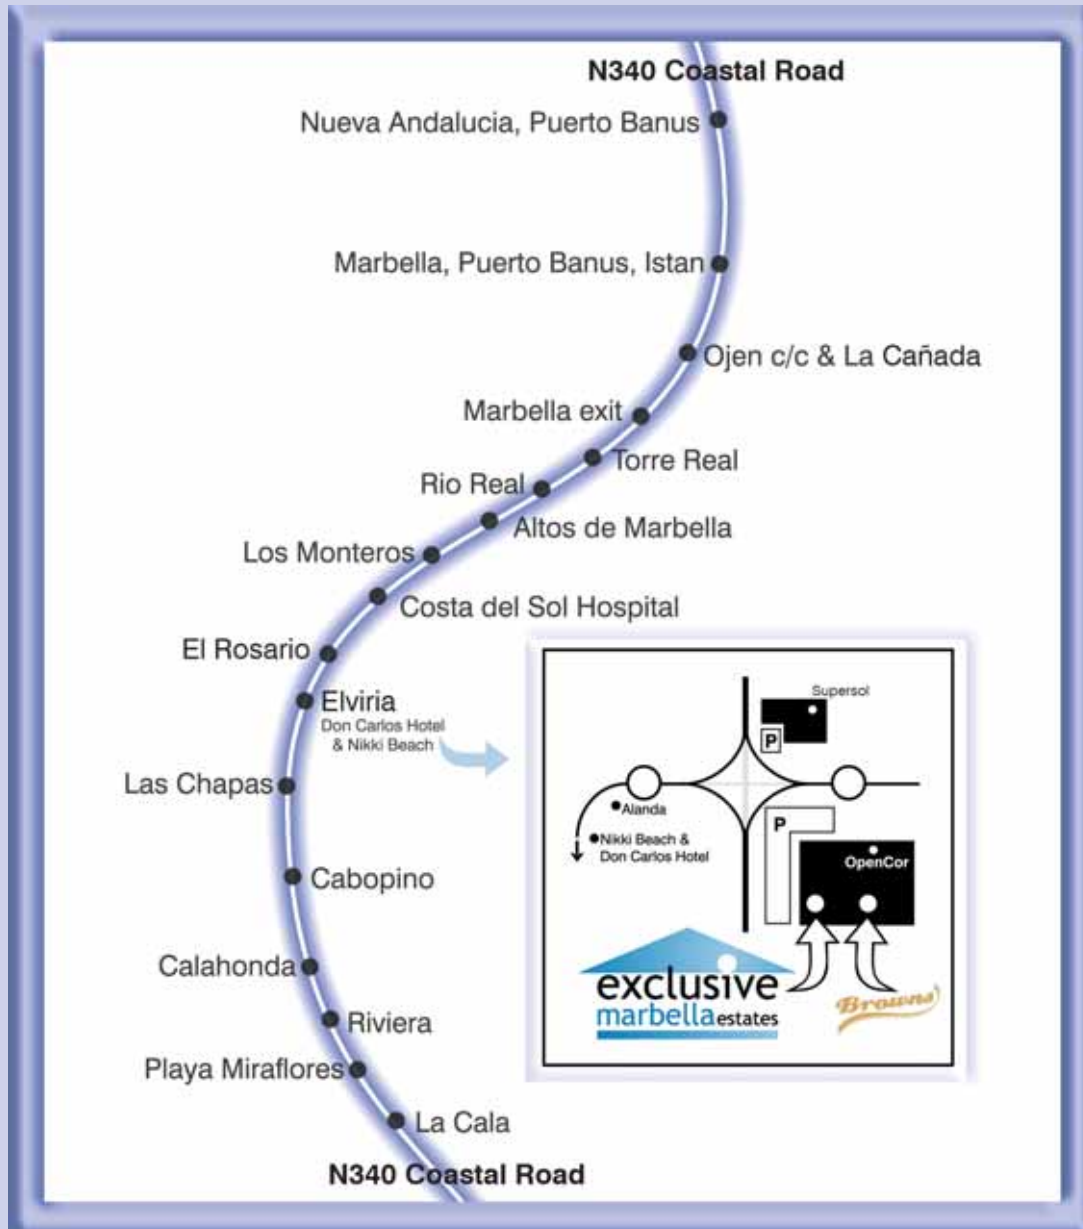 N340 Coastal Road
Nueva Andalucia, Puerto Banus
Marbella, Puerto Banus, Istan
Ojen c/c & La Cañada
Marbella exit
Torre Real
Rio Real
Altos de Marbella
Los Monteros
Costa del Sol Hospital
El Rosario
Elviria
Don Carlos Hotel
& Nikki Beach
Supersol
P
Alanda
P
Nikki Beach &
Don Carlos Hotel
OpenCor
exclusive
marbella estates
Browns
Las Chapas
Cabopino
Calahonda
Riviera
Playa Miraflores
La Cala
N340 Coastal Road